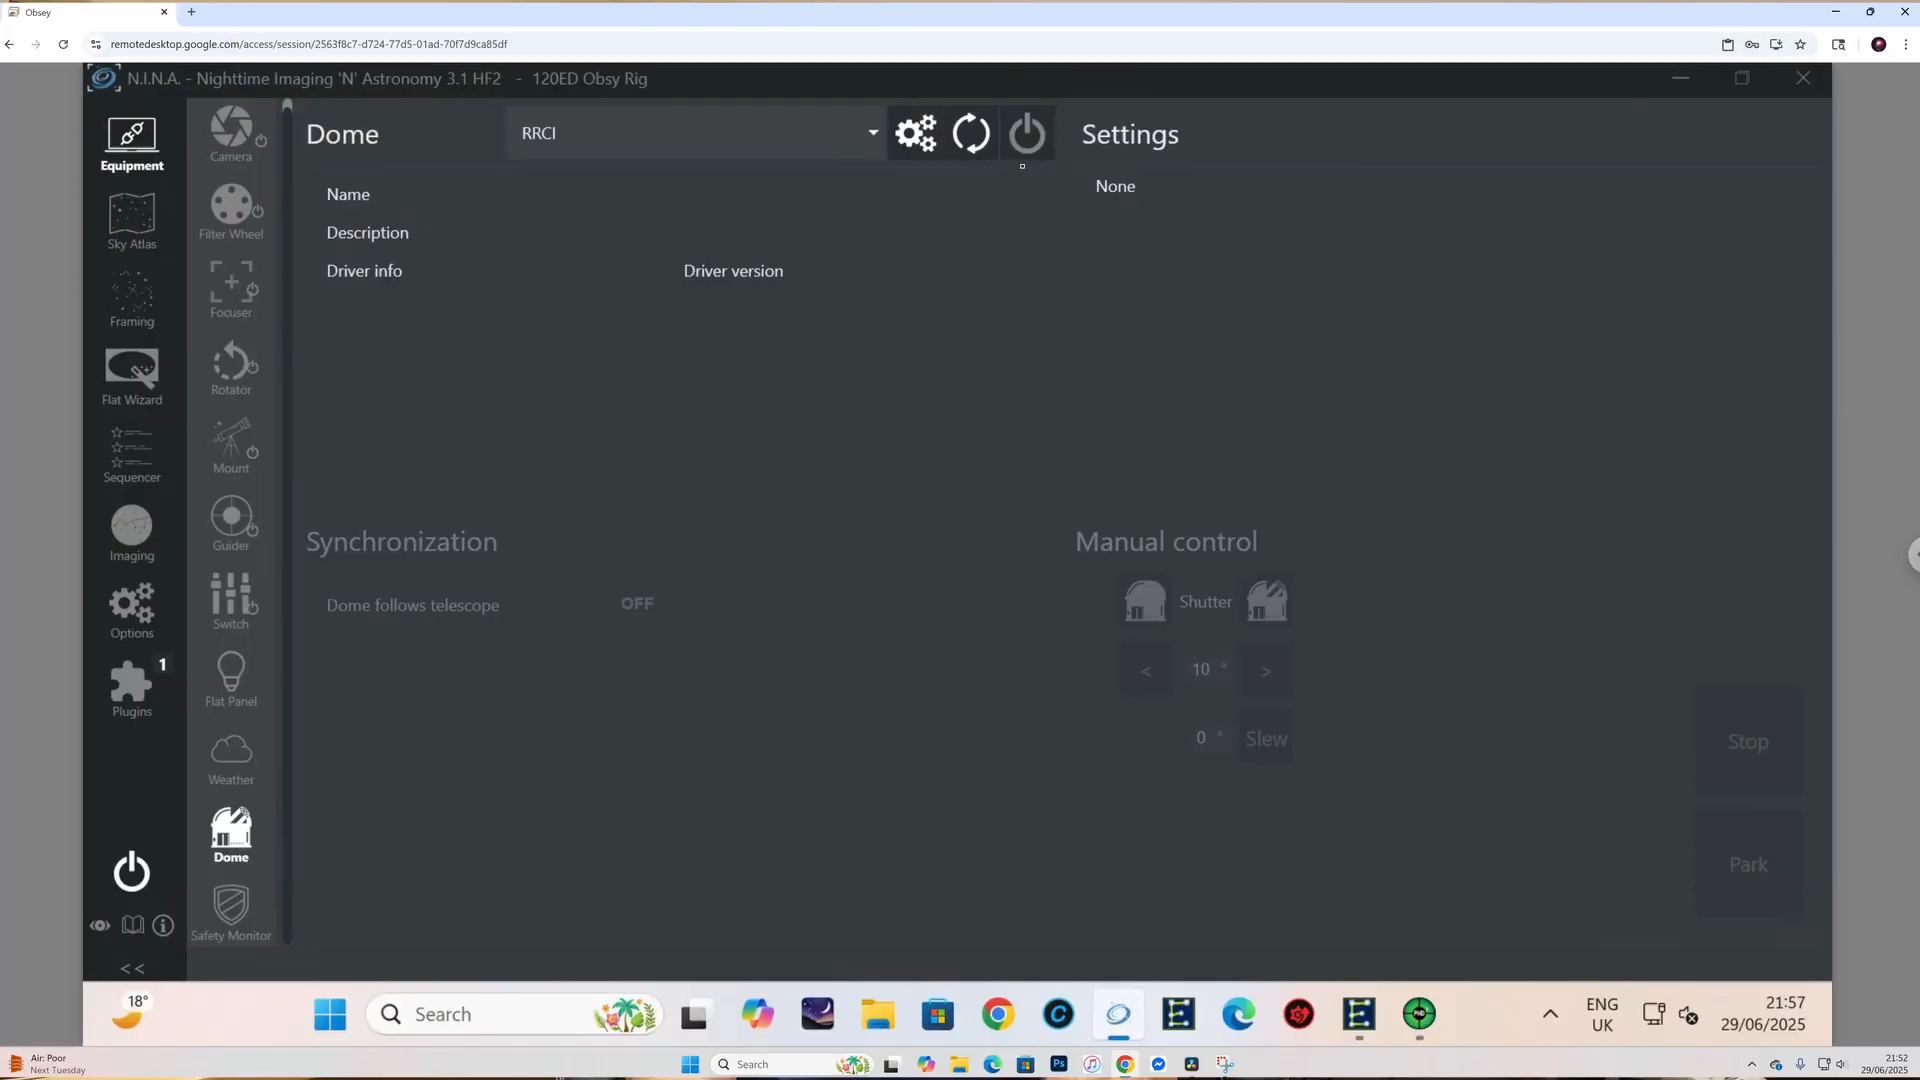 Obsey
remotedesktop.google.com/access/session/2563f8c7-d724-77d5-01ad-70f7d9ca85df
N.I.N.A. - Nighttime Imaging 'N' Astronomy 3.1 HF2 - 120ED Obsy Rig
Equipment
Sky Atlas
Framing
Flat Wizard
Sequencer
Imaging
Options
1
Plugins
<<
Camera
Filter Wheel
Focuser
Rotator
Mount
Guider
Switch
Flat Panel
Weather
Dome
Safety Monitor
Dome
RRCI
Settings
Name
None
Description
Driver info
Driver version
Synchronization
Manual control
Dome follows telescope
OFF
Shutter
<
10 °
>
0 °
Slew
Stop
Park
18°
Search
PHD
ENG
UK
21:57
29/06/2025
Air: Poor
Next Tuesday
Search
Ps
21:52
29/06/2025